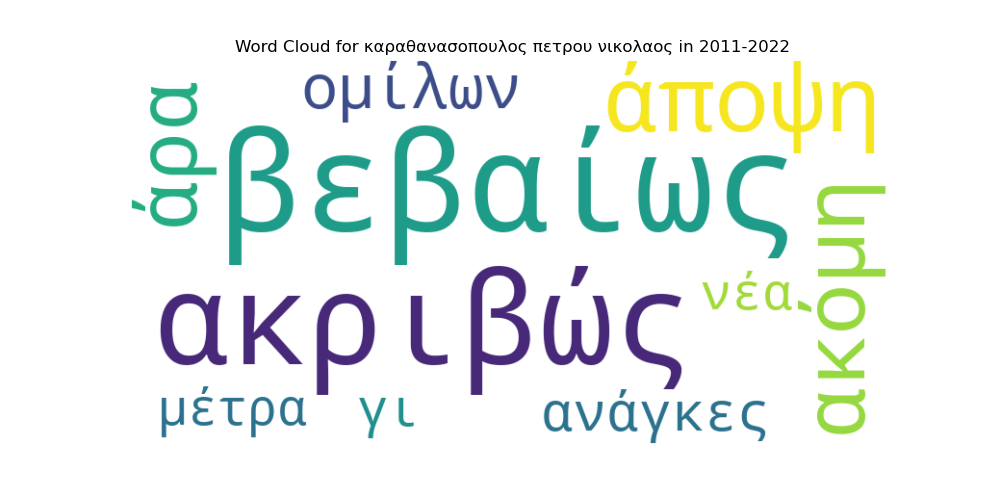 Word Cloud for καραθανασοπουλος πετρου νικολαος in 2011-2022
ομίλων
άποψη
άρα
βεβαίως
ακόμη
ακριβώς
νέα
μέτρα
γι
ανάγκες